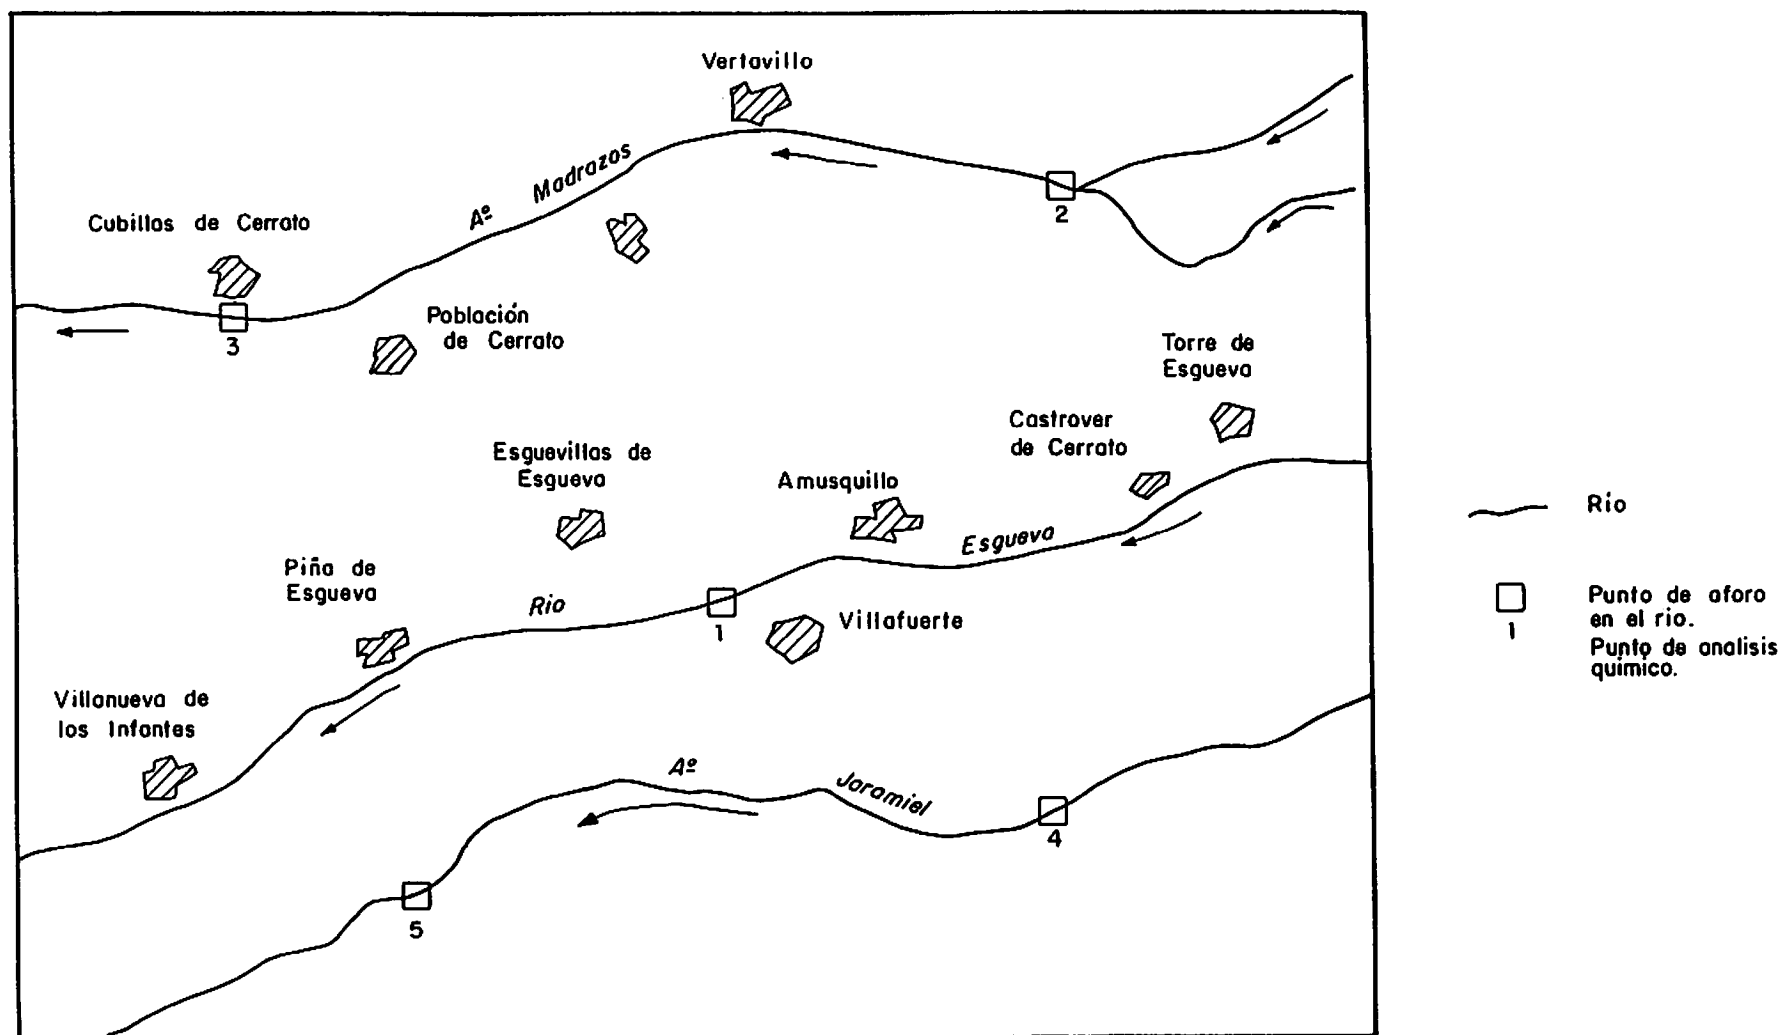 Vertavillo
Aº Madrazos
2
Cubillas de Cerrato
3
Población
de Cerrato
Torre de
Esgueva
Castrover
de Cerrato
Esguevillas de
Esgueva
Amusquillo
Rio Esgueva
Piña de
Esgueva
1
Villafuerte
Villanueva de
los Infantes
Aº Jaramiel
4
5
Rio
1
Punto de aforo
en el rio.
Punto de analisis
químico.